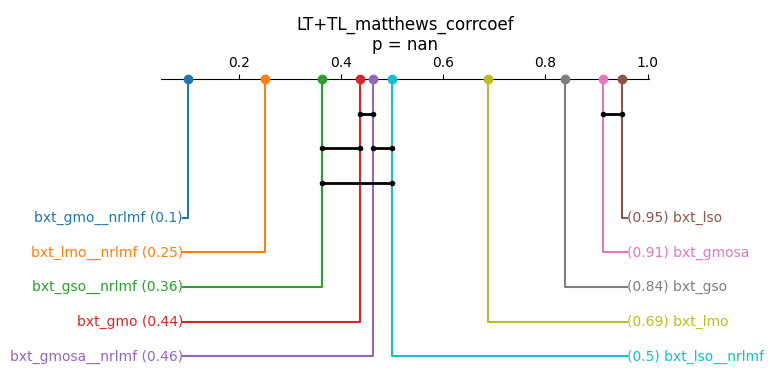 LT+TL_matthews_corrcoef
p = nan
0.2 0.4 0.6 0.8 1.0
bxt_gmo__nrlmf (0.1) (0.95) bxt_lso
bxt_lmo__nrlmf (0.25) (0.91) bxt_gmosa
bxt_gso__nrlmf (0.36) (0.84) bxt_gso
bxt_gmo (0.44) (0.69) bxt_lmo
bxt_gmosa__nrlmf (0.46) (0.5) bxt_lso__nrlmf